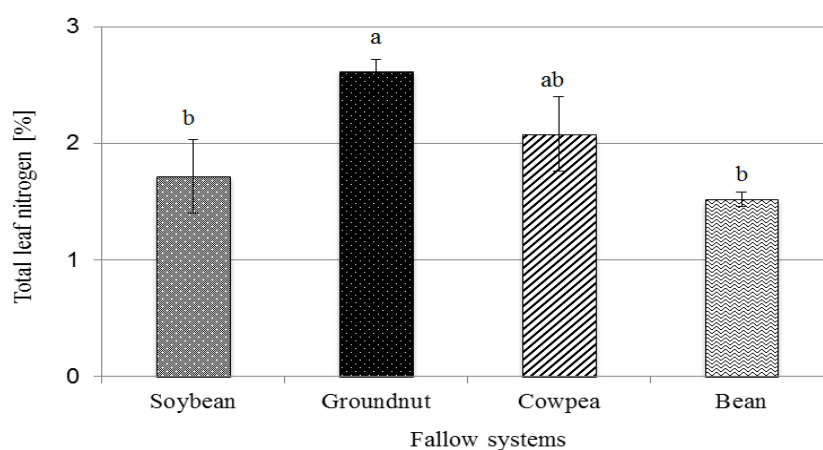 Total leaf nitrogen [%]
3
2
1
0
b
a
ab
b
Soybean Groundnut Cowpea Bean
Fallow systems